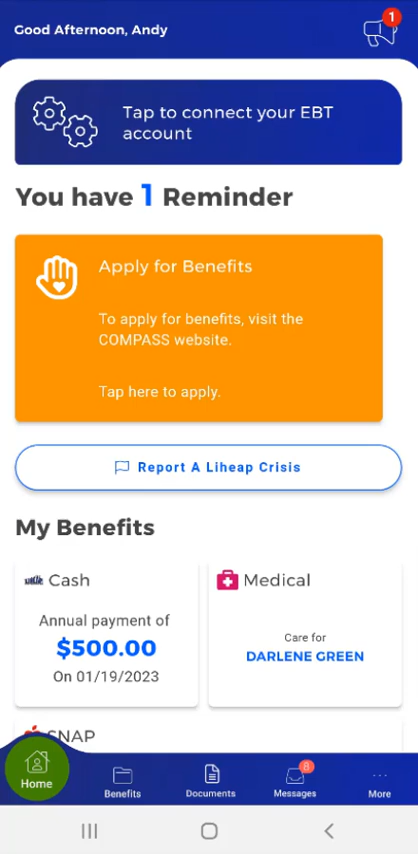 Good Afternoon, Andy
1
Tap to connect your EBT
account
You have 1 Reminder
Apply for Benefits
To apply for benefits, visit the
COMPASS website.
Tap here to apply.
Report A Liheap Crisis
My Benefits
Cash
Annual payment of
$500.00
On 01/19/2023
Medical
Care for
DARLENE GREEN
SNAP
Home
Benefits
Documents
8
Messages
More